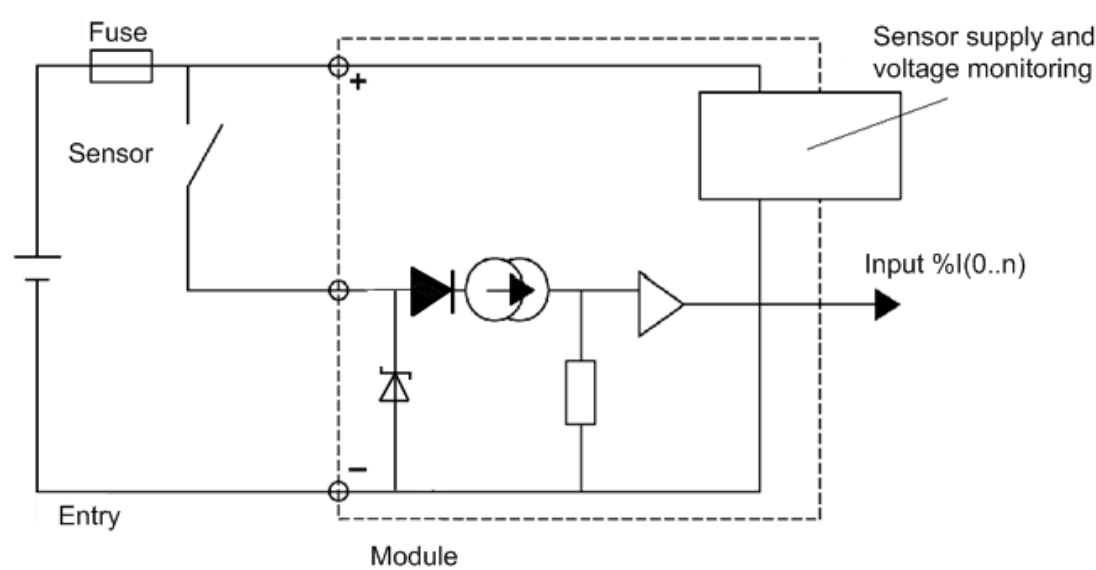 Fuse
Sensor supply and
voltage monitoring
+
Sensor
Input %I(0..n)
−
Entry
Module